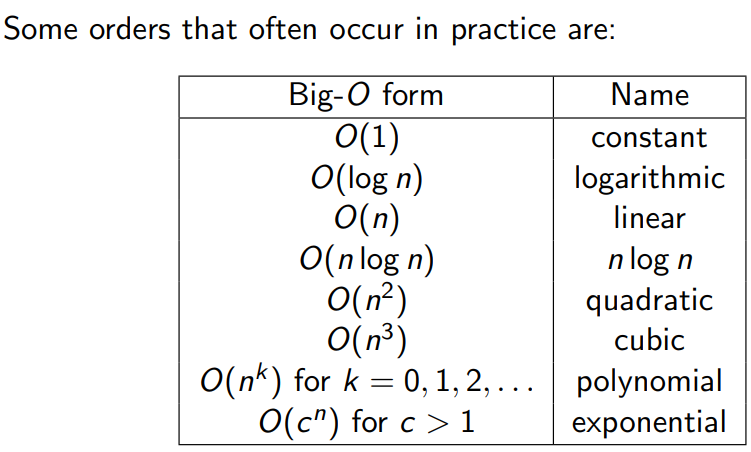 Some orders that often occur in practice are:
Big-O form Name
O(1) constant
O(log n) logarithmic
O(n) linear
O(n log n) n log n
O(n²) quadratic
O(n³) cubic
O(nᵏ) for k = 0, 1, 2, . . . polynomial
O(cⁿ) for c > 1 exponential